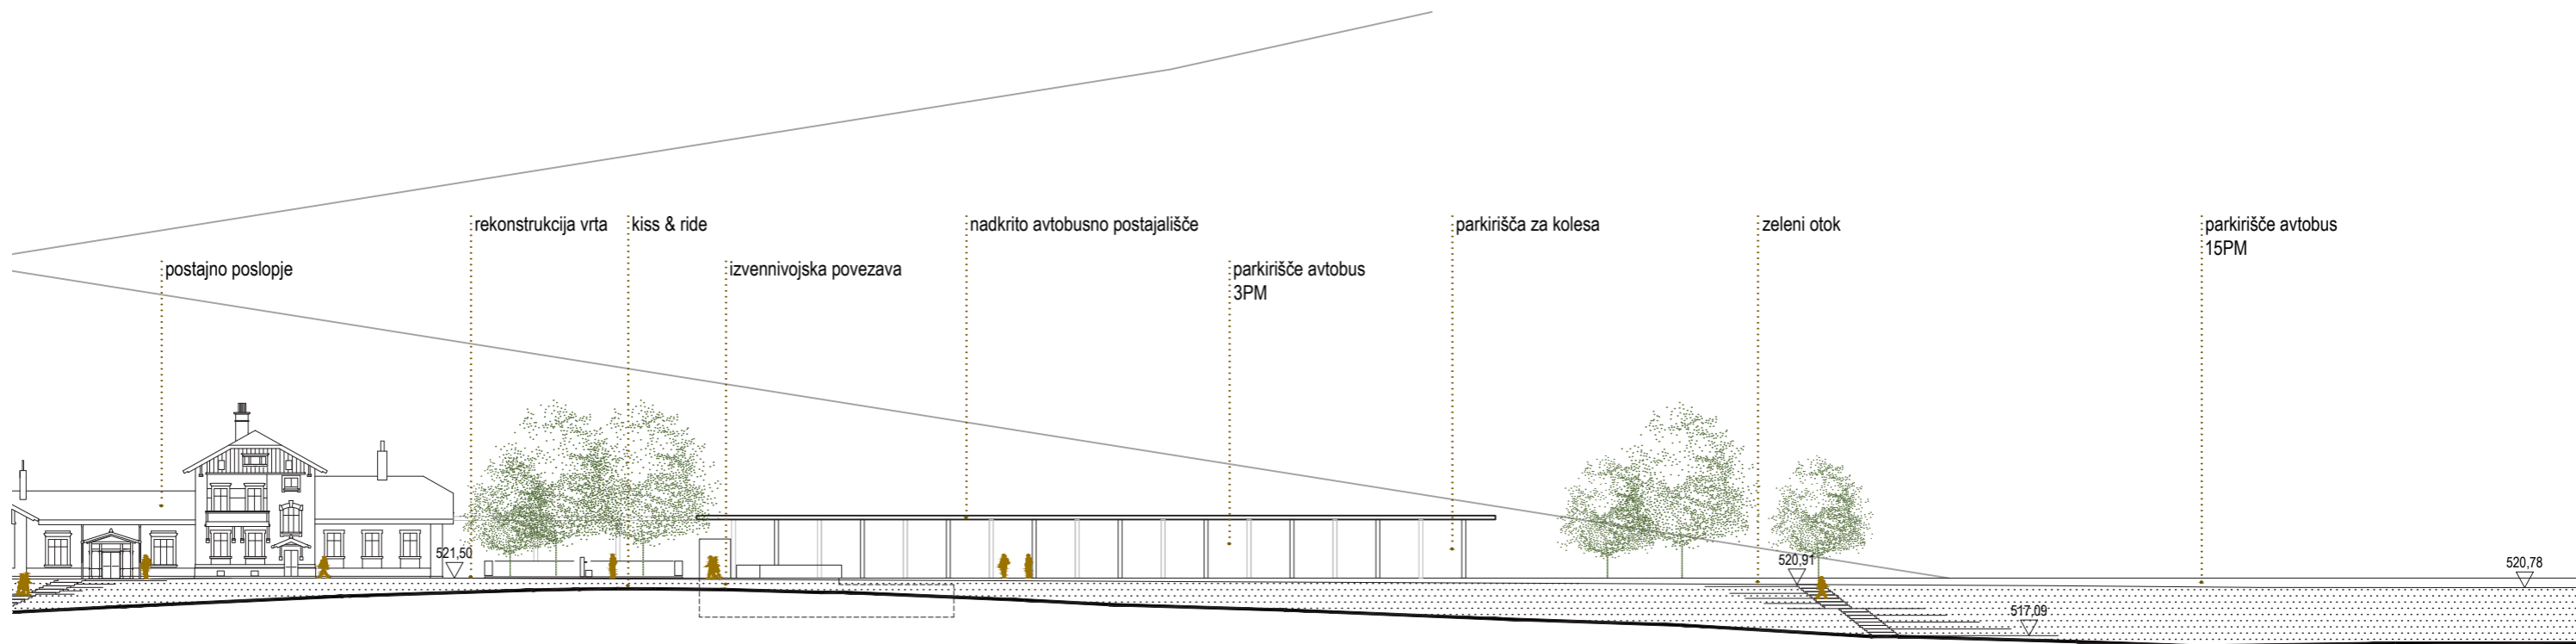 rekonstrukcija vrta
kiss & ride
nadkrito avtobusno postajališče
parkirišča za kolesa
zeleni otok
parkirišče avtobus
15PM
postajno poslopje
izvennivojska povezava
parkirišče avtobus
3PM
521,50
520,91
520,78
517,09